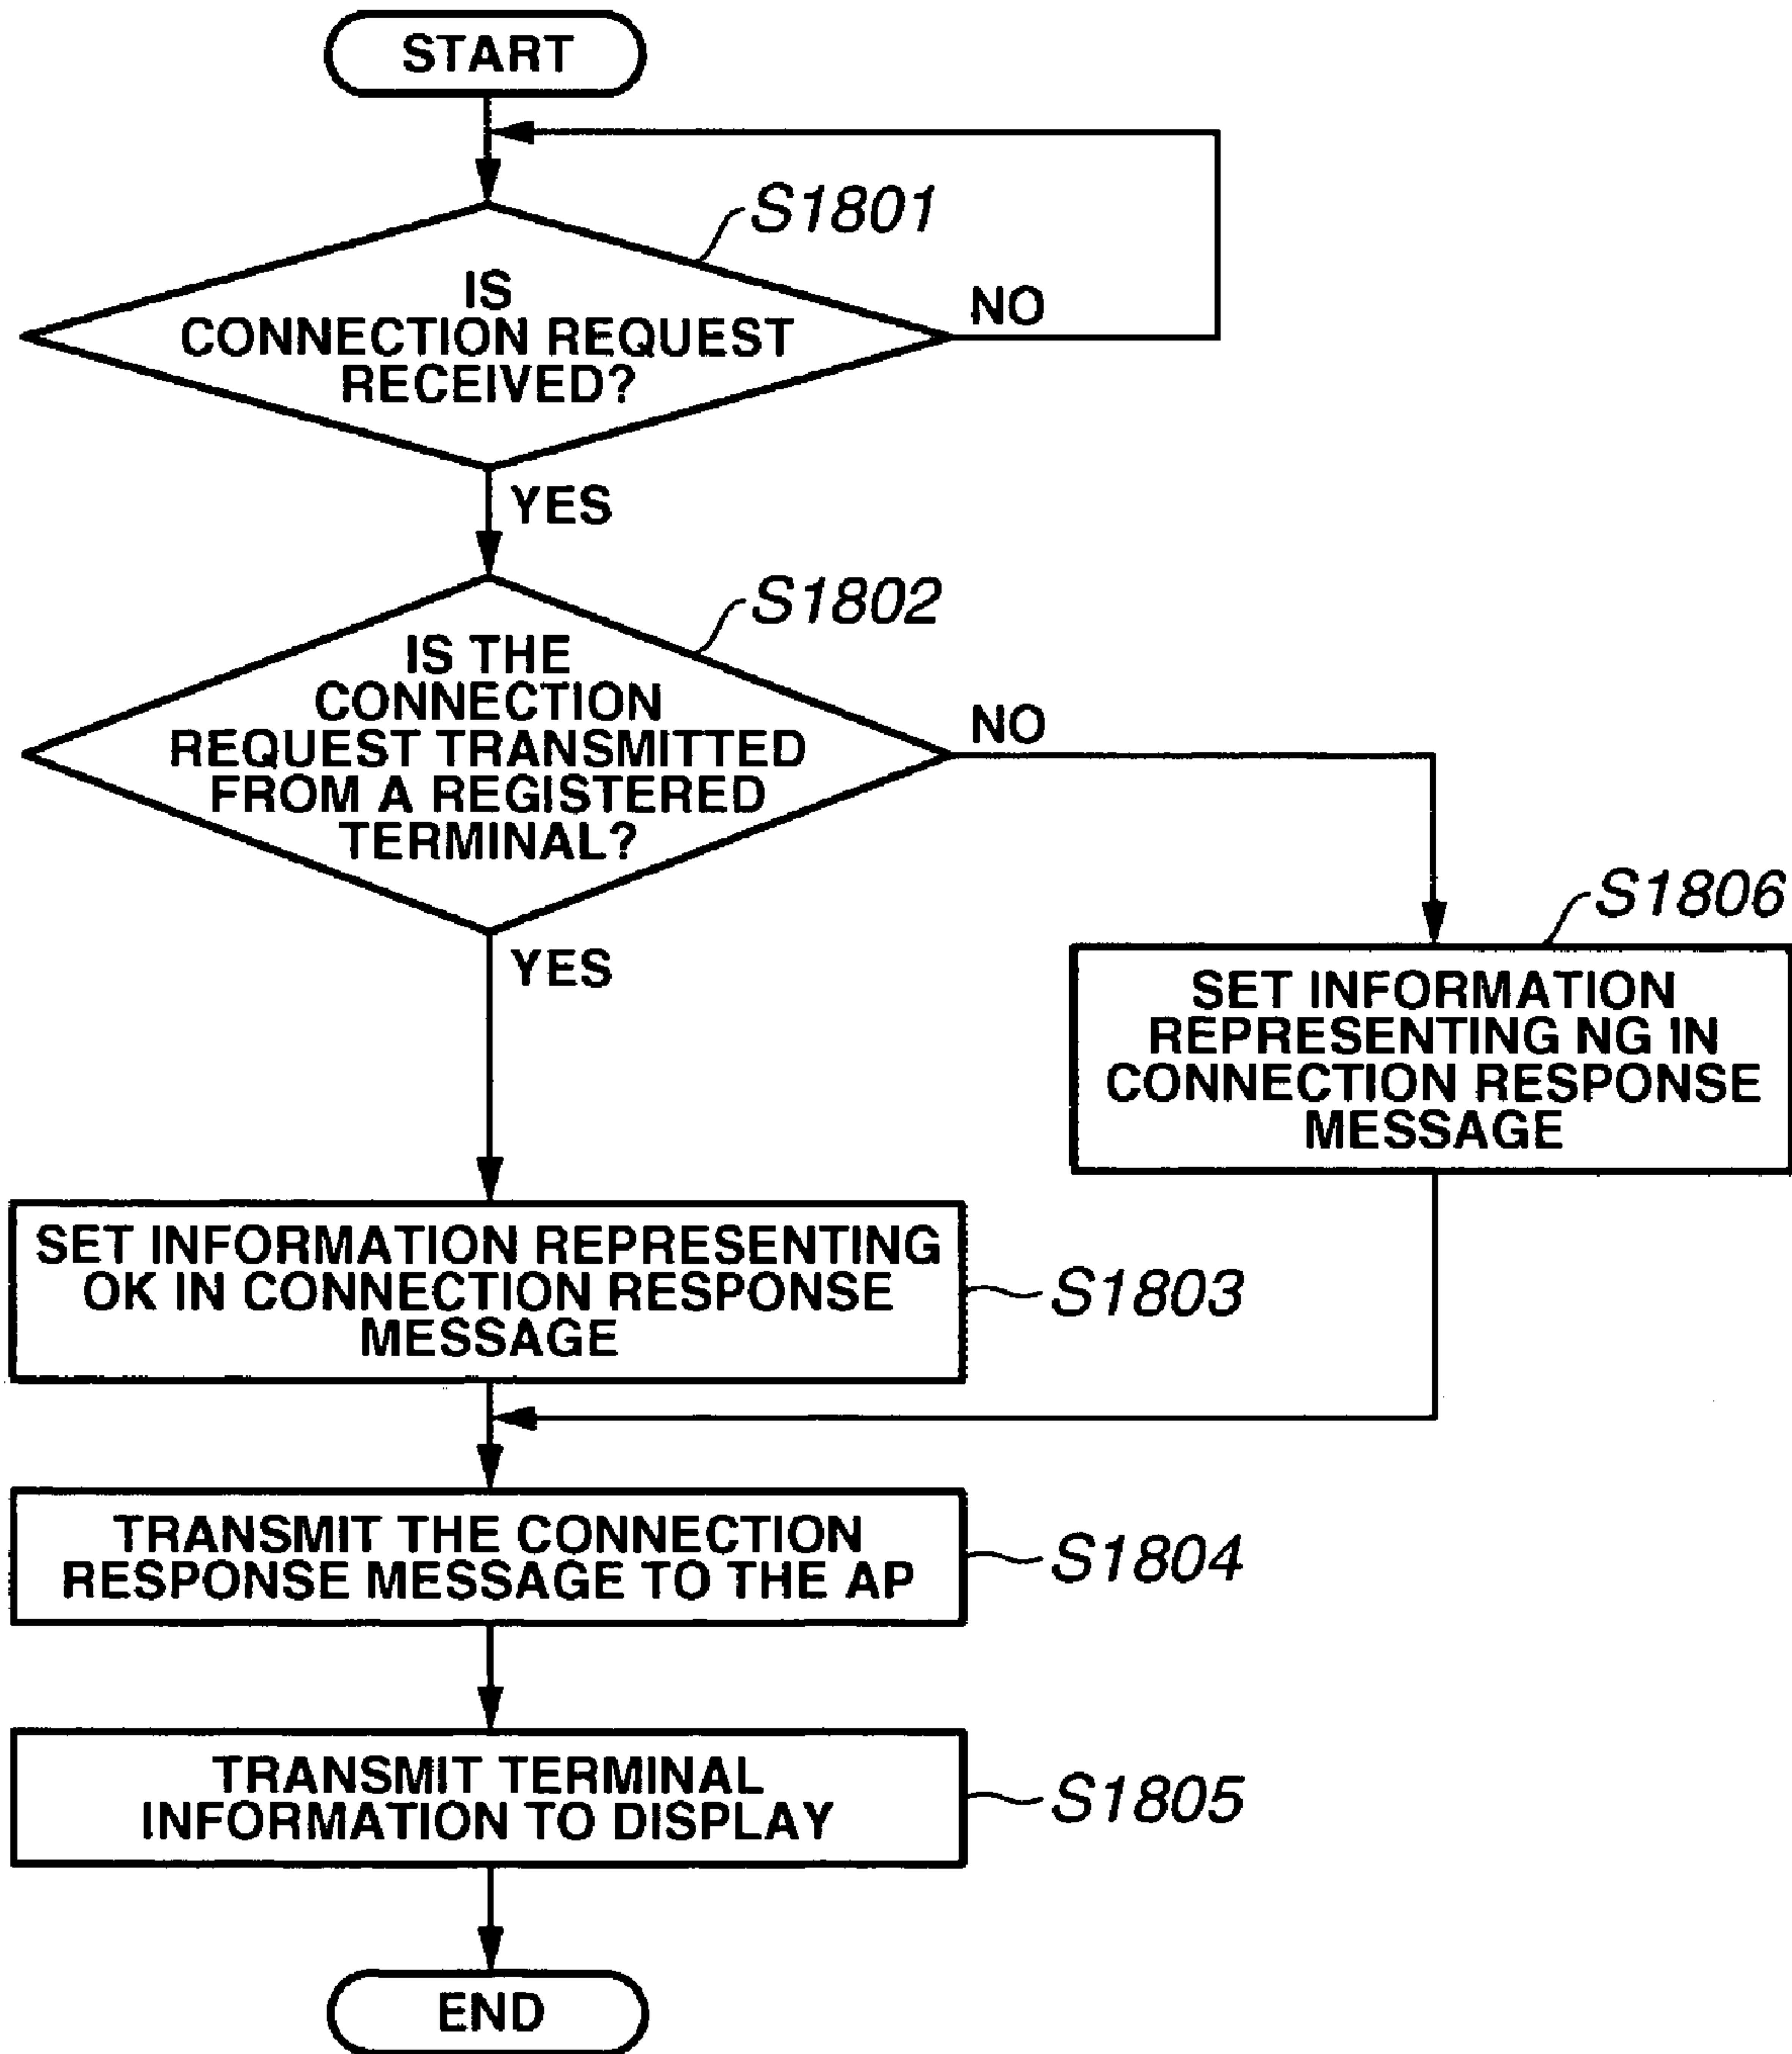 START
S1801
IS
CONNECTION REQUEST
RECEIVED?
NO
YES
S1802
IS THE
CONNECTION
REQUEST TRANSMITTED
FROM A REGISTERED
TERMINAL?
NO
YES
S1806
SET INFORMATION
REPRESENTING NG IN
CONNECTION RESPONSE
MESSAGE
SET INFORMATION REPRESENTING
OK IN CONNECTION RESPONSE
MESSAGE
S1803
TRANSMIT THE CONNECTION
RESPONSE MESSAGE TO THE AP
S1804
TRANSMIT TERMINAL
INFORMATION TO DISPLAY
S1805
END